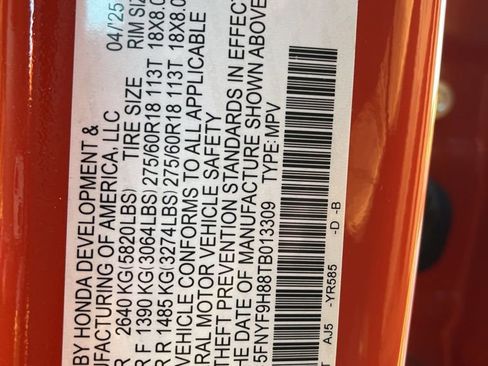 BY HONDA DEVELOPMENT & 04/'25
OF AMERICA, LLC RIM SIZE
2640 KG(5820LBS) TIRE SIZE
F 1390 KG(3064LBS) 275/60R18 113T 18X8.0
R 1485 KG(3274LBS) 275/60R18 113T 18X8.0
VEHICLE CONFORMS TO ALL APPLICABLE
MOTOR VEHICLE SAFETY
THEFT PREVENTION STANDARDS IN EFFECT
THE DATE OF MANUFACTURE SHOWN ABOVE
5FNYF9H88TB013309 TYPE: MPV
AJ5 -YR585 -D -B